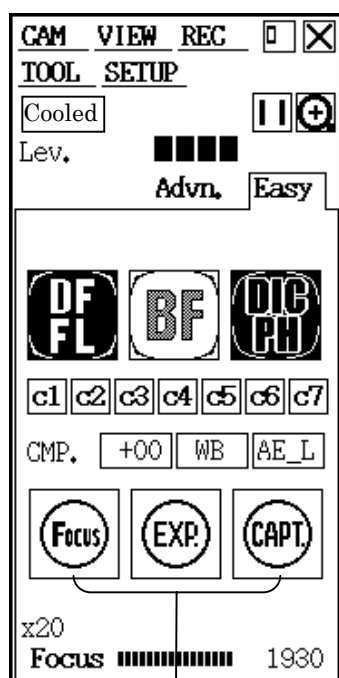 CAM VIEW REC
TOOL SETUP
Cooled
Lev.
Advn. Easy
DF FL BF DIC PH
c1 c2 c3 c4 c5 c6 c7
CMP. +00 WB AE_L
Focus EXP. CAPT.
x20
Focus 1930